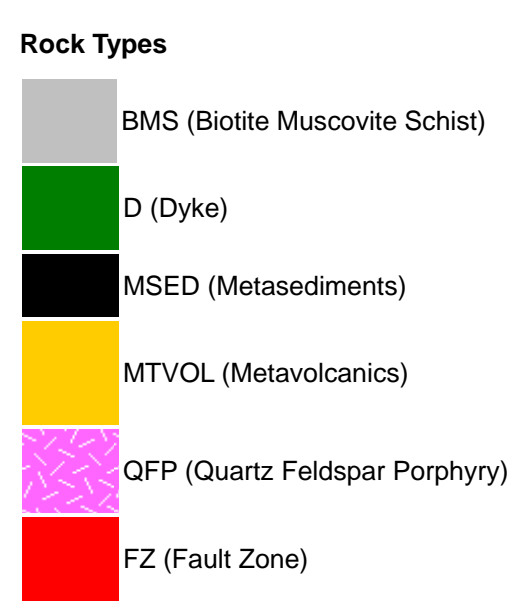 Rock Types
BMS (Biotite Muscovite Schist)
D (Dyke)
MSED (Metasediments)
MTVOL (Metavolcanics)
QFP (Quartz Feldspar Porphyry)
FZ (Fault Zone)